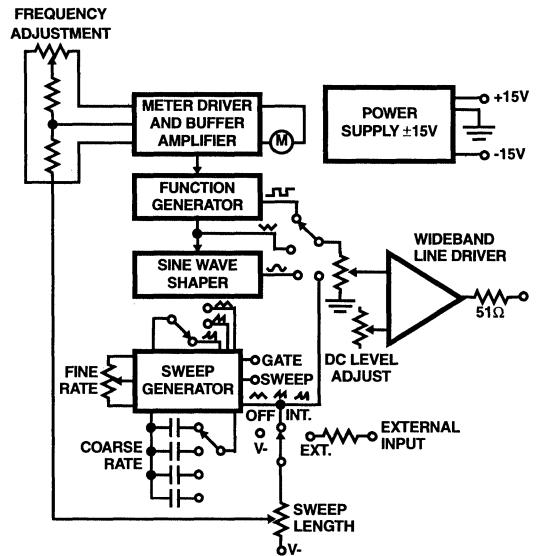 FREQUENCY
ADJUSTMENT
METER DRIVER
AND BUFFER
AMPLIFIER
M
POWER
SUPPLY ±15V
+15V
-15V
FUNCTION
GENERATOR
SINE WAVE
SHAPER
WIDEBAND
LINE DRIVER
51Ω
DC LEVEL
ADJUST
FINE
RATE
SWEEP
GENERATOR
GATE
SWEEP
OFF INT.
V-
EXT.
EXTERNAL
INPUT
COARSE
RATE
SWEEP
LENGTH
V-